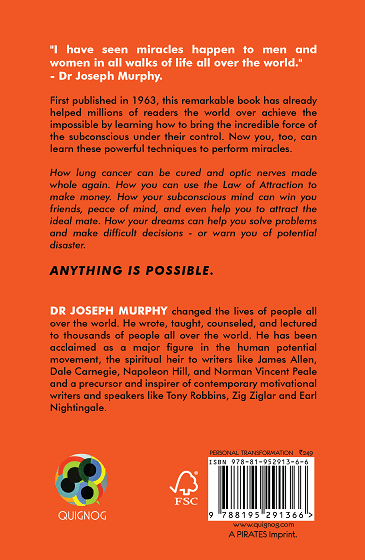 "I have seen miracles happen to men and
women in all walks of life all over the world."
- Dr Joseph Murphy.
First published in 1963, this remarkable book has already
helped millions of readers the world over achieve the
impossible by learning how to bring the incredible force of
the subconscious under their control. Now you, too, can
learn these powerful techniques to perform miracles.
How lung cancer can be cured and optic nerves made
whole again. How you can use the Law of Attraction to
make money. How your subconscious mind can win you
friends, peace of mind, and even help you to attract the
ideal mate. How your dreams can help you solve problems
and make difficult decisions - or warn you of potential
disaster.
ANYTHING IS POSSIBLE.
DR JOSEPH MURPHY changed the lives of people all
over the world. He wrote, taught, counseled, and lectured
to thousands of people all over the world. He has been
acclaimed as a major figure in the human potential
movement, the spiritual heir to writers like James Allen,
Dale Carnegie, Napoleon Hill, and Norman Vincent Peale
and a precursor and inspirer of contemporary motivational
writers and speakers like Tony Robbins, Zig Ziglar and Earl
Nightingale.
QUIGNOG
FSC
PERSONAL TRANSFORMATION ₹249
ISBN 978-81-952913-6-6
9 788195 291366 >
www.quignog.com
A PIRATES Imprint.